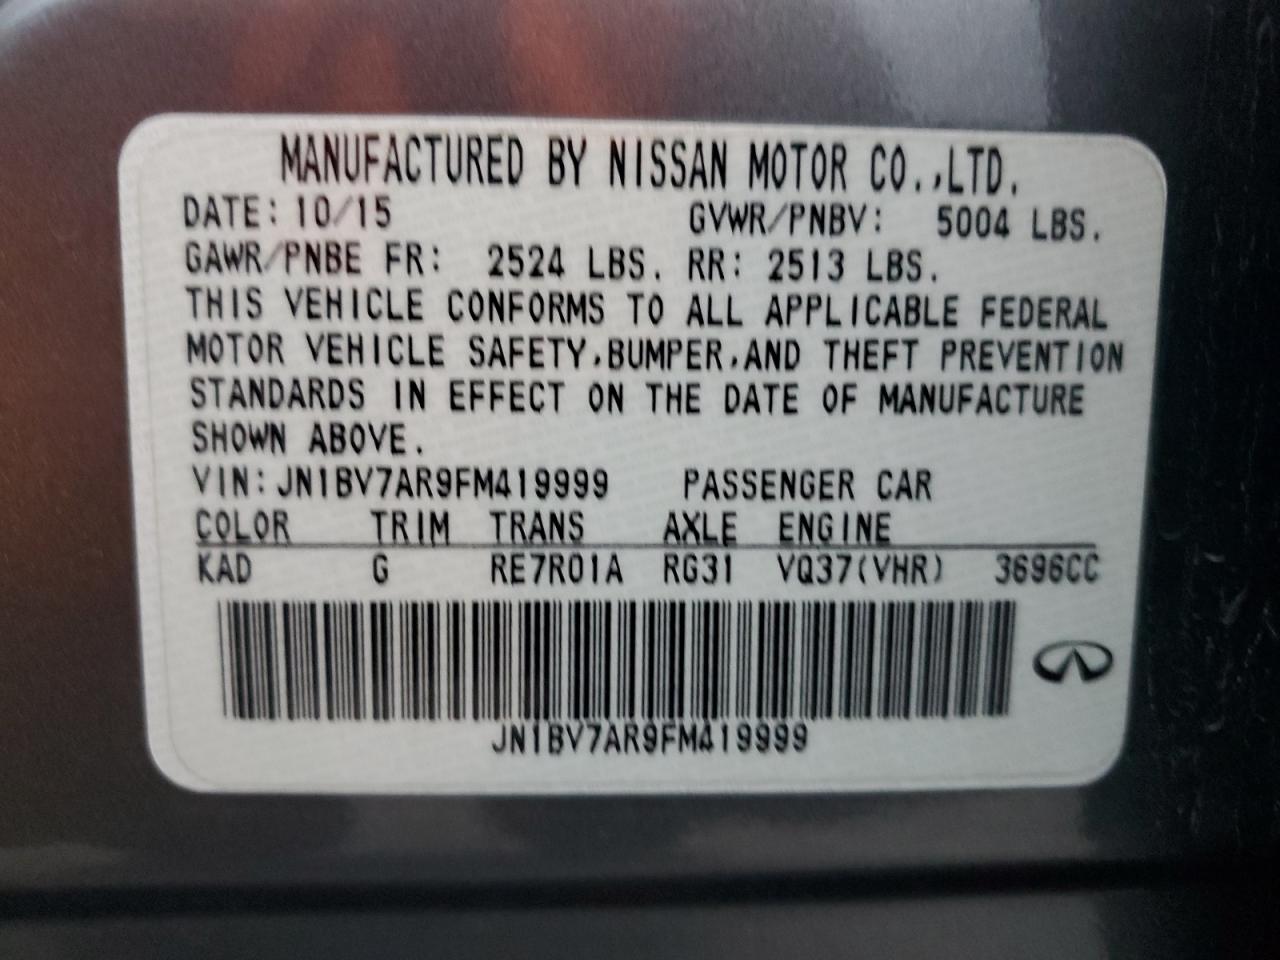 MANUFACTURED BY NISSAN MOTOR CO.,LTD.
DATE: 10/15 GVWR/PNBV: 5004 LBS.
GAWR/PNBE FR: 2524 LBS. RR: 2513 LBS.
THIS VEHICLE CONFORMS TO ALL APPLICABLE FEDERAL
MOTOR VEHICLE SAFETY,BUMPER,AND THEFT PREVENTION
STANDARDS IN EFFECT ON THE DATE OF MANUFACTURE
SHOWN ABOVE.
VIN: JN1BV7AR9FM419999 PASSENGER CAR
COLOR TRIM TRANS AXLE ENGINE
KAD G RE7R01A RG31 VQ37(VHR) 3696CC
JN1BV7AR9FM419999